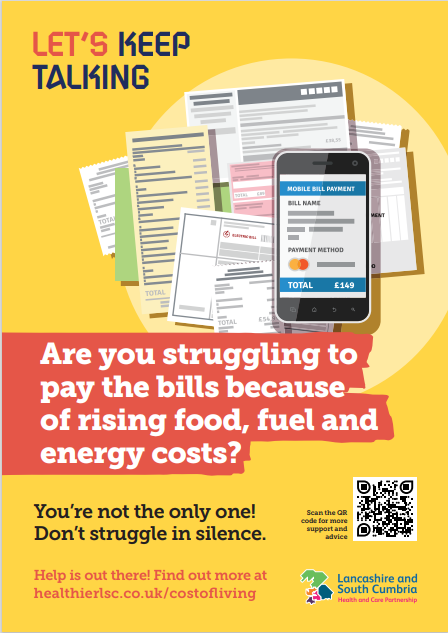 LET'S KEEP
TALKING
TOTAL
TOTAL
TOTAL
ELECTRIC BILL
TOTAL
MOBILE BILL PAYMENT
BILL NAME
PAYMENT METHOD
TOTAL £149
Are you struggling to
pay the bills because
of rising food, fuel and
energy costs?
You're not the only one!
Don't struggle in silence.
Scan the QR
code for more
support and
advice
Help is out there! Find out more at
healthierlsc.co.uk/costofliving
Lancashire and
South Cumbria
Health and Care Partnership